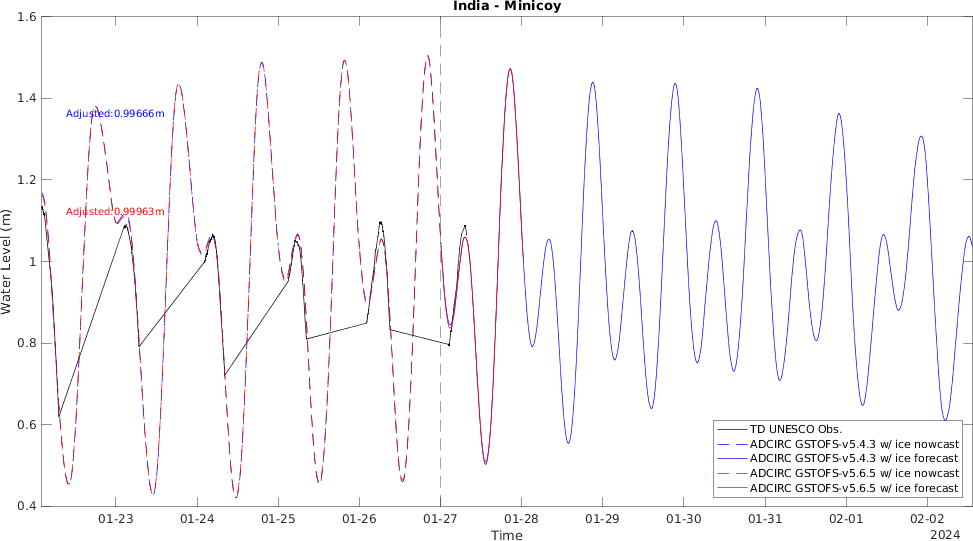 India - Minicoy
1.6
1.4
1.2
1
0.8
0.6
0.4
Water Level (m)
Adjusted:0.99666m
Adjusted:0.99963m
TD UNESCO Obs.
ADCIRC GSTOFS-v5.4.3 w/ ice nowcast
ADCIRC GSTOFS-v5.4.3 w/ ice forecast
ADCIRC GSTOFS-v5.6.5 w/ ice nowcast
ADCIRC GSTOFS-v5.6.5 w/ ice forecast
01-23 01-24 01-25 01-26 01-27 01-28 01-29 01-30 01-31 02-01 02-02
Time
2024